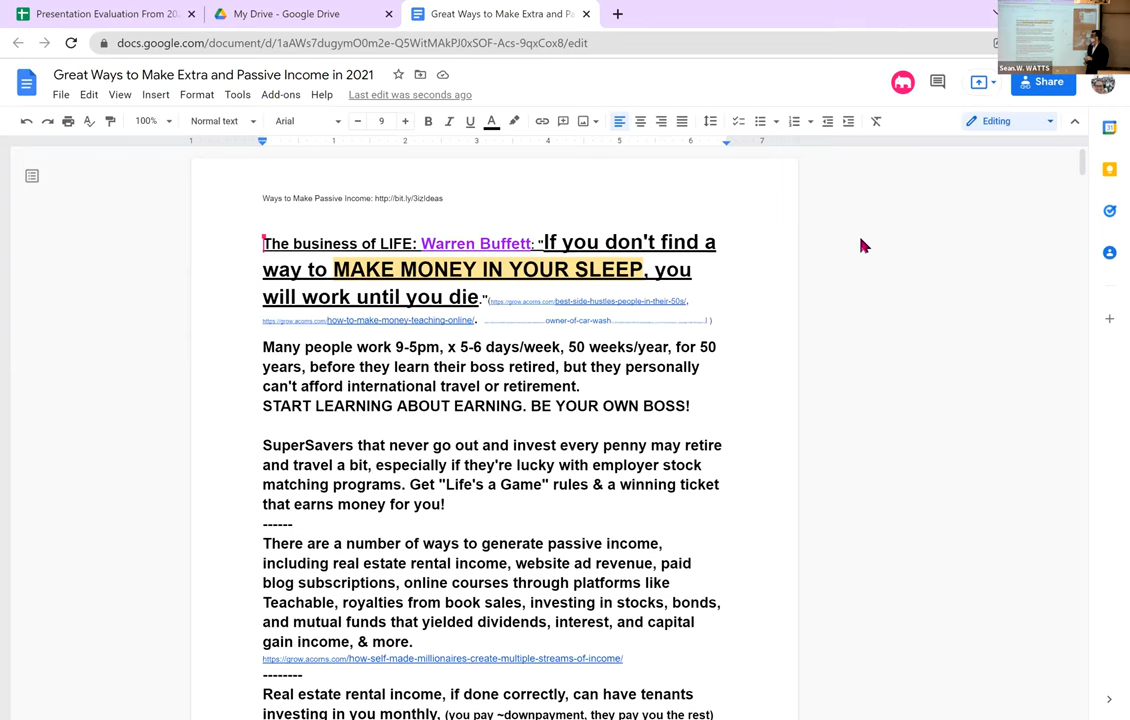 Presentation Evaluation From 202
My Drive - Google Drive
Great Ways to Make Extra and Pa
docs.google.com/document/d/1aAWs7dugymO0m2e-Q5WitMAkPJ0xSOF-Acs-9qxCox8/edit
Sean.W. WATTS
Great Ways to Make Extra and Passive Income in 2021
File Edit View Insert Format Tools Add-ons Help Last edit was seconds ago
Share
100% Normal text Arial 9 B I U A Editing
1 1 2 3 4 5 6 7
31
Ways to Make Passive Income: http://bit.ly/3izIdeas
The business of LIFE: Warren Buffett: "If you don't find a
way to MAKE MONEY IN YOUR SLEEP, you
will work until you die."(https://grow.acorns.com/best-side-hustles-people-in-their-50s/,
https://grow.acorns.com/how-to-make-money-teaching-online/. owner-of-car-wash )
Many people work 9-5pm, x 5-6 days/week, 50 weeks/year, for 50
years, before they learn their boss retired, but they personally
can't afford international travel or retirement.
START LEARNING ABOUT EARNING. BE YOUR OWN BOSS!
SuperSavers that never go out and invest every penny may retire
and travel a bit, especially if they're lucky with employer stock
matching programs. Get "Life's a Game" rules & a winning ticket
that earns money for you!
------
There are a number of ways to generate passive income,
including real estate rental income, website ad revenue, paid
blog subscriptions, online courses through platforms like
Teachable, royalties from book sales, investing in stocks, bonds,
and mutual funds that yielded dividends, interest, and capital
gain income, & more.
https://grow.acorns.com/how-self-made-millionaires-create-multiple-streams-of-income/
--------
Real estate rental income, if done correctly, can have tenants
investing in you monthly, (you pay ~downpayment, they pay you the rest)